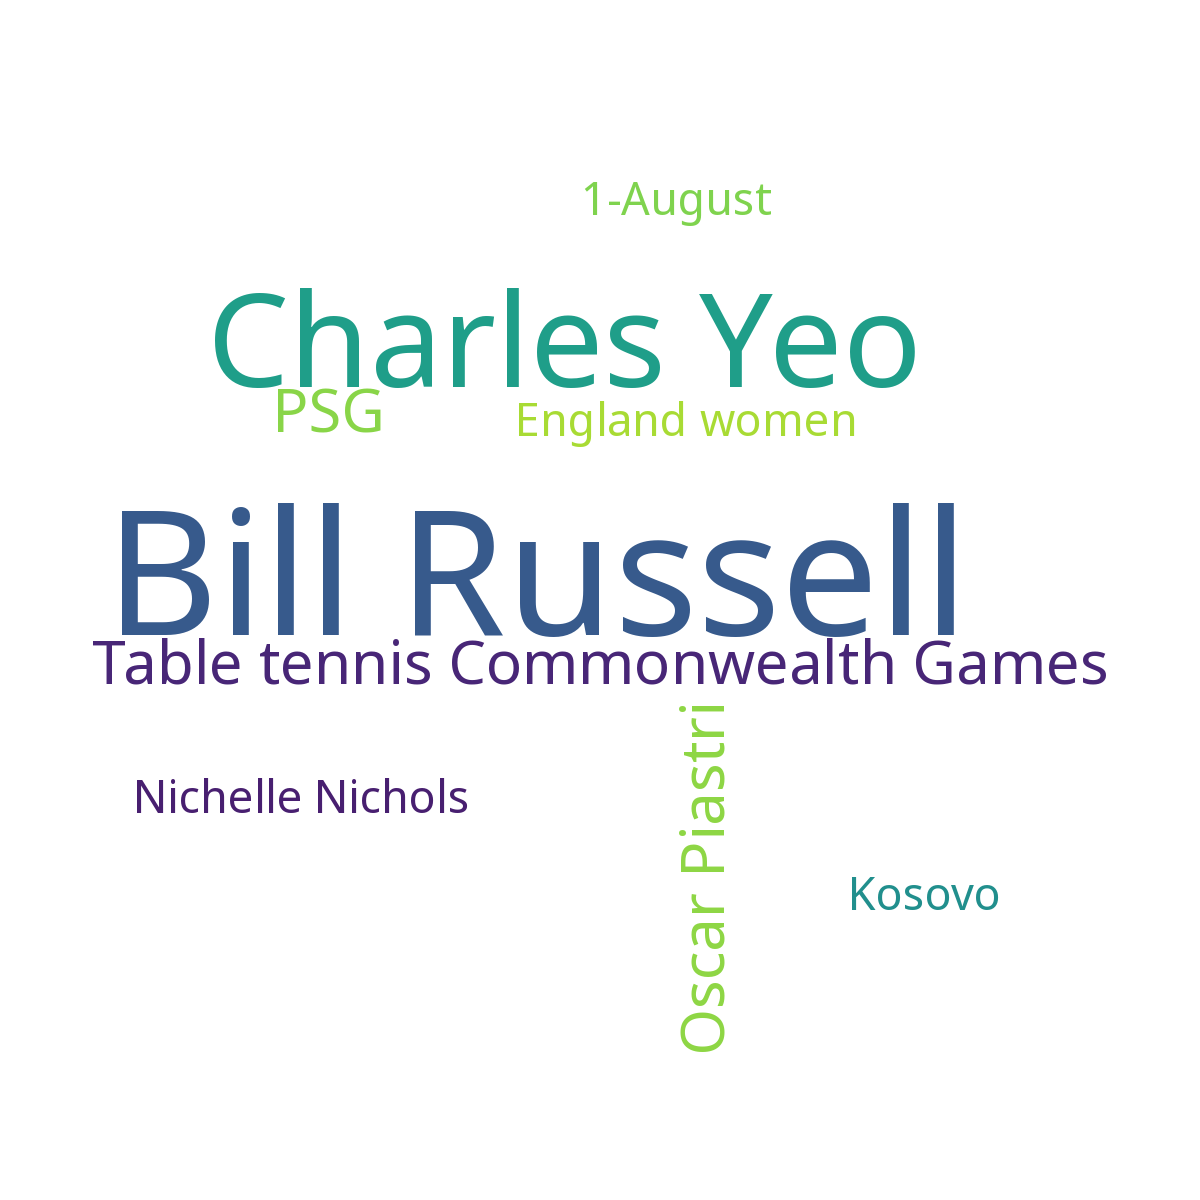 1-August
Charles Yeo
PSG
England women
Bill Russell
Table tennis Commonwealth Games
Oscar Piastri
Nichelle Nichols
Kosovo